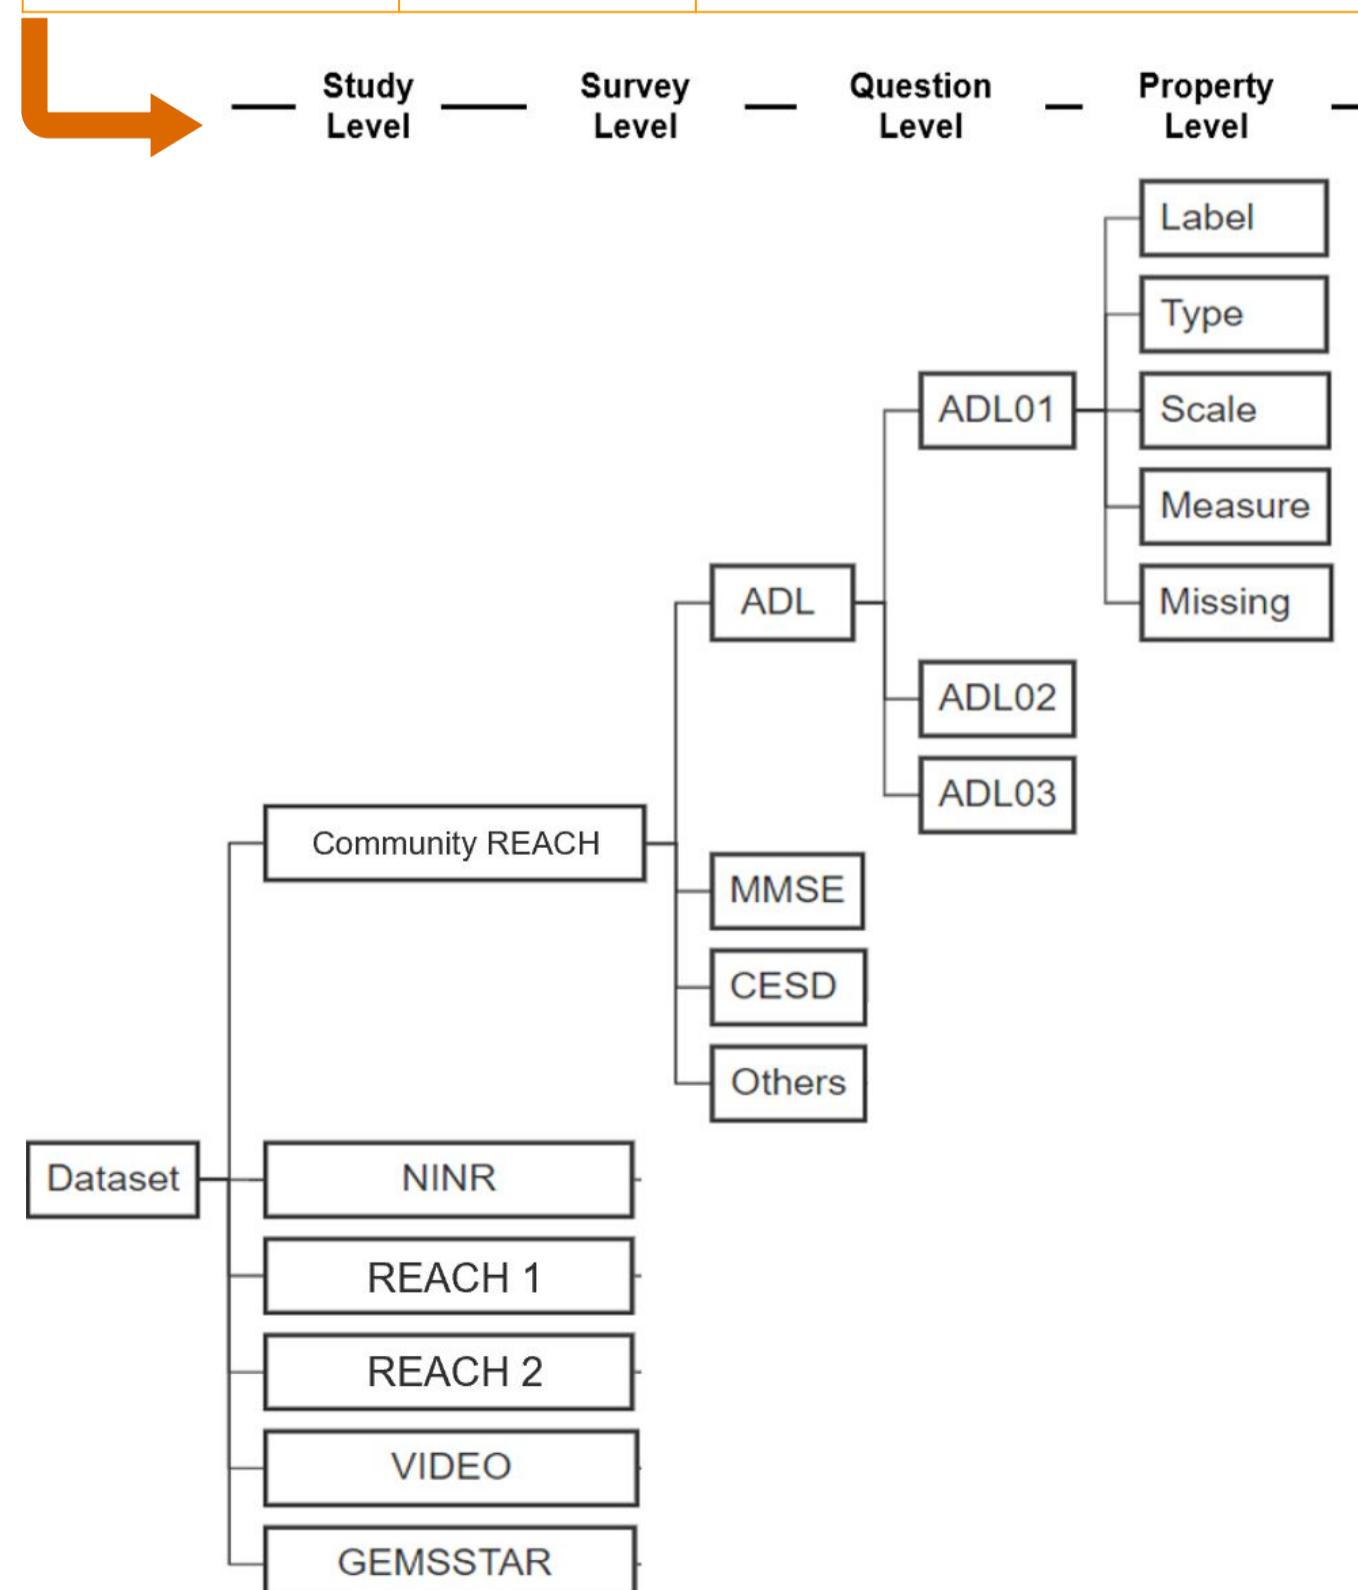 Study Level
Survey Level
Question Level
Property Level
Label
Type
ADL01
Scale
Measure
ADL
Missing
ADL02
ADL03
Community REACH
MMSE
CESD
Others
Dataset
NINR
REACH 1
REACH 2
VIDEO
GEMSSTAR